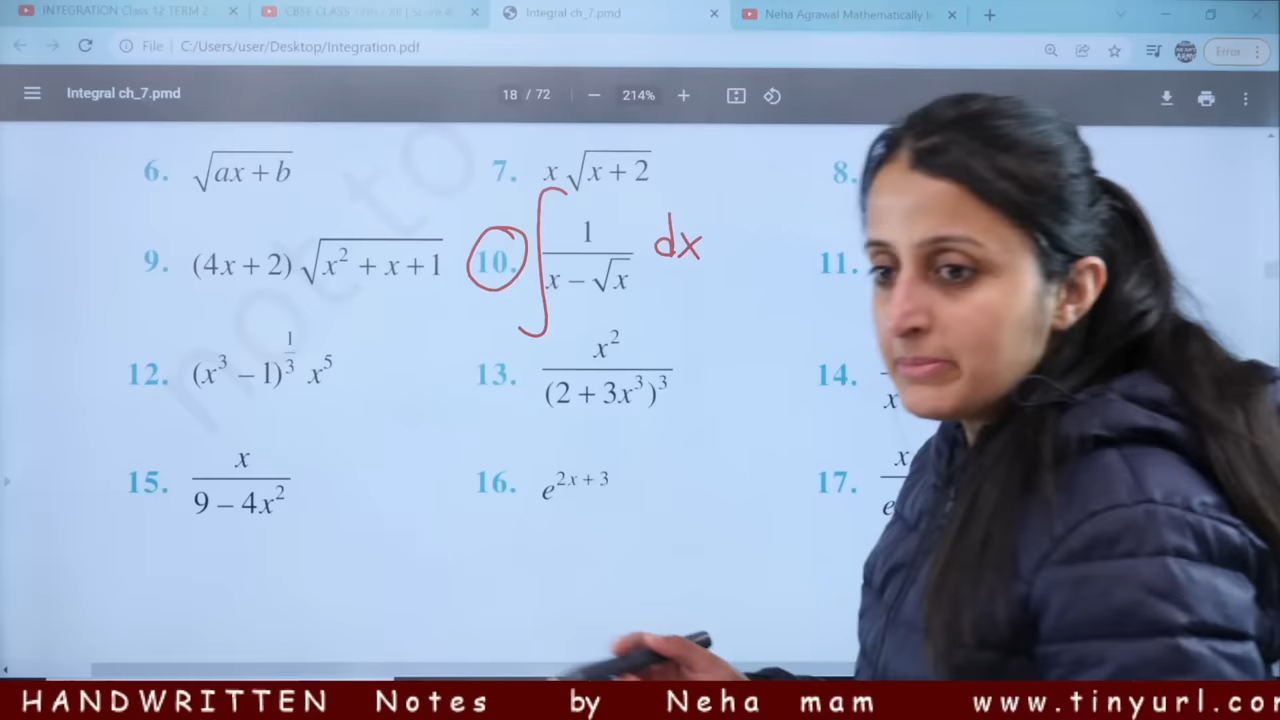 INTEGRATION Class 12 TERM 2
CBSE CLASS
Integral ch_7.pmd
Neha Agrawal Mathematically I
File | C:/Users/user/Desktop/Integration.pdf
Error
Integral ch_7.pmd
18 / 72
214%
6. √(ax + b)
7. x √(x + 2)
8.
9. (4x + 2) √(x² + x + 1)
10. ∫ 1/(x − √x) dx
11.
12. (x³ − 1)^(1/3) x⁵
13. x²/(2 + 3x³)³
14.
x
15. x/(9 − 4x²)
16. e^(2x + 3)
17. x
e
HANDWRITTEN Notes by Neha mam www.tinyurl.co